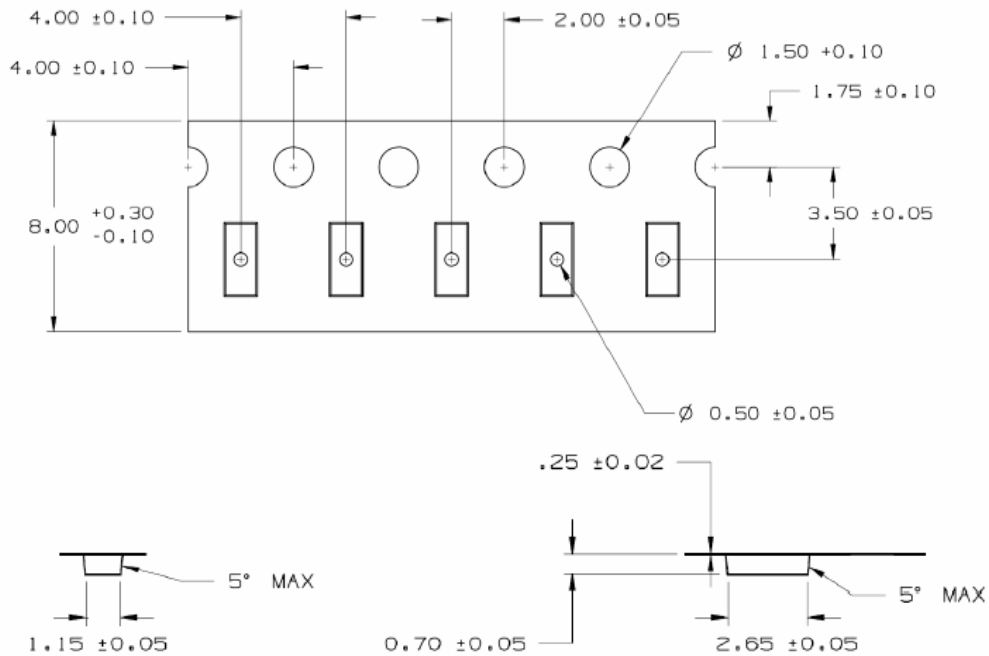 4.00 ±0.10
2.00 ±0.05
Ø 1.50 +0.10
4.00 ±0.10
1.75 ±0.10
8.00 +0.30
-0.10
3.50 ±0.05
Ø 0.50 ±0.05
.25 ±0.02
5° MAX
5° MAX
1.15 ±0.05
0.70 ±0.05
2.65 ±0.05